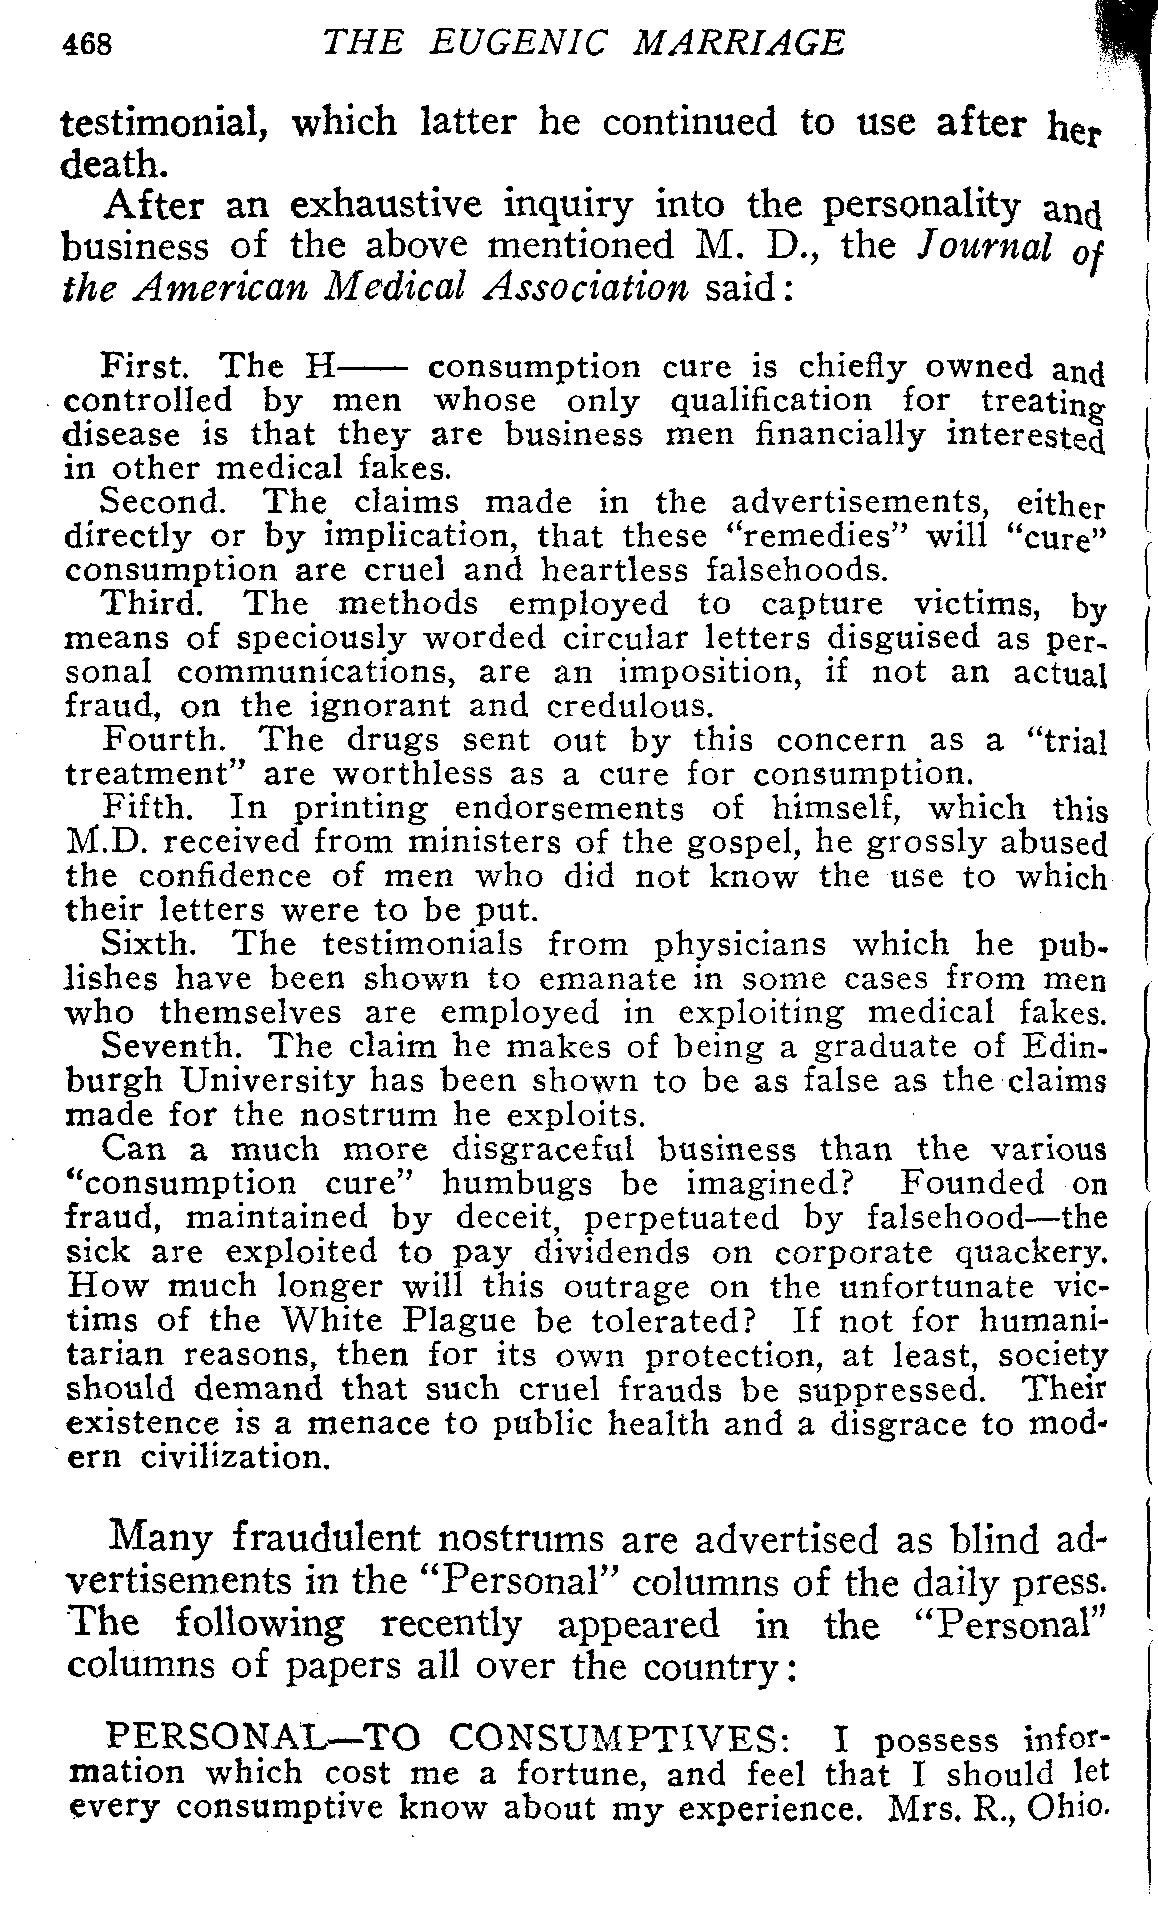 468 THE EUGENIC MARRIAGE
testimonial, which latter he continued to use after her
death.
After an exhaustive inquiry into the personality and
business of the above mentioned M. D., the Journal of
the American Medical Association said:
First. The H—— consumption cure is chiefly owned and
controlled by men whose only qualification for treating
disease is that they are business men financially interested
in other medical fakes.
Second. The claims made in the advertisements, either
directly or by implication, that these “remedies” will “cure”
consumption are cruel and heartless falsehoods.
Third. The methods employed to capture victims, by
means of speciously worded circular letters disguised as per-
sonal communications, are an imposition, if not an actual
fraud, on the ignorant and credulous.
Fourth. The drugs sent out by this concern as a “trial
treatment” are worthless as a cure for consumption.
Fifth. In printing endorsements of himself, which this
M.D. received from ministers of the gospel, he grossly abused
the confidence of men who did not know the use to which
their letters were to be put.
Sixth. The testimonials from physicians which he pub-
lishes have been shown to emanate in some cases from men
who themselves are employed in exploiting medical fakes.
Seventh. The claim he makes of being a graduate of Edin-
burgh University has been shown to be as false as the claims
made for the nostrum he exploits.
Can a much more disgraceful business than the various
“consumption cure” humbugs be imagined? Founded on
fraud, maintained by deceit, perpetuated by falsehood—the
sick are exploited to pay dividends on corporate quackery.
How much longer will this outrage on the unfortunate vic-
tims of the White Plague be tolerated? If not for humani-
tarian reasons, then for its own protection, at least, society
should demand that such cruel frauds be suppressed. Their
existence is a menace to public health and a disgrace to mod-
ern civilization.
Many fraudulent nostrums are advertised as blind ad-
vertisements in the “Personal” columns of the daily press.
The following recently appeared in the “Personal”
columns of papers all over the country:
PERSONAL—TO CONSUMPTIVES: I possess infor-
mation which cost me a fortune, and feel that I should let
every consumptive know about my experience. Mrs. R., Ohio.